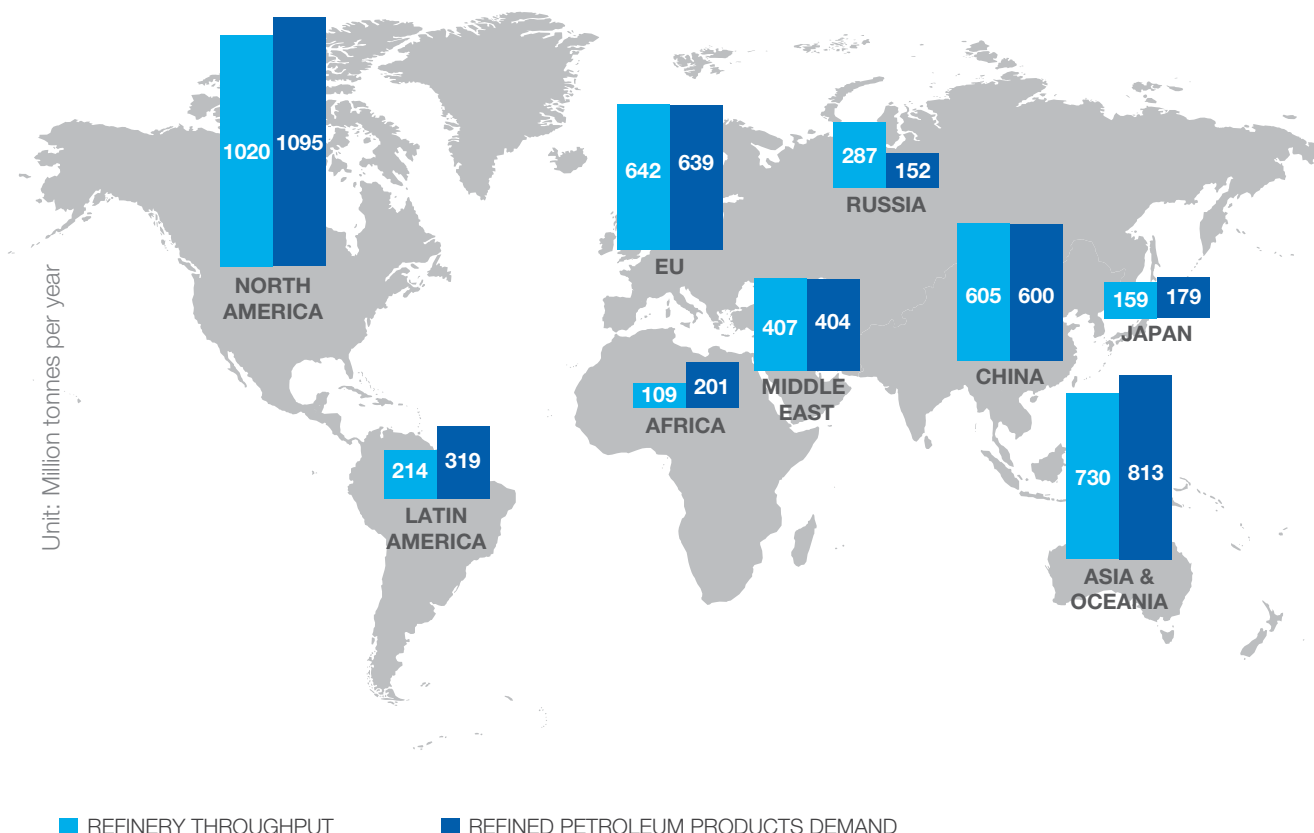 1020 1095
NORTH
AMERICA
642 639
EU
287 152
RUSSIA
605 600
CHINA
159 179
JAPAN
407 404
MIDDLE
EAST
109 201
AFRICA
214 319
LATIN
AMERICA
730 813
ASIA &
OCEANIA
Unit: Million tonnes per year
REFINERY THROUGHPUT
REFINED PETROLEUM PRODUCTS DEMAND